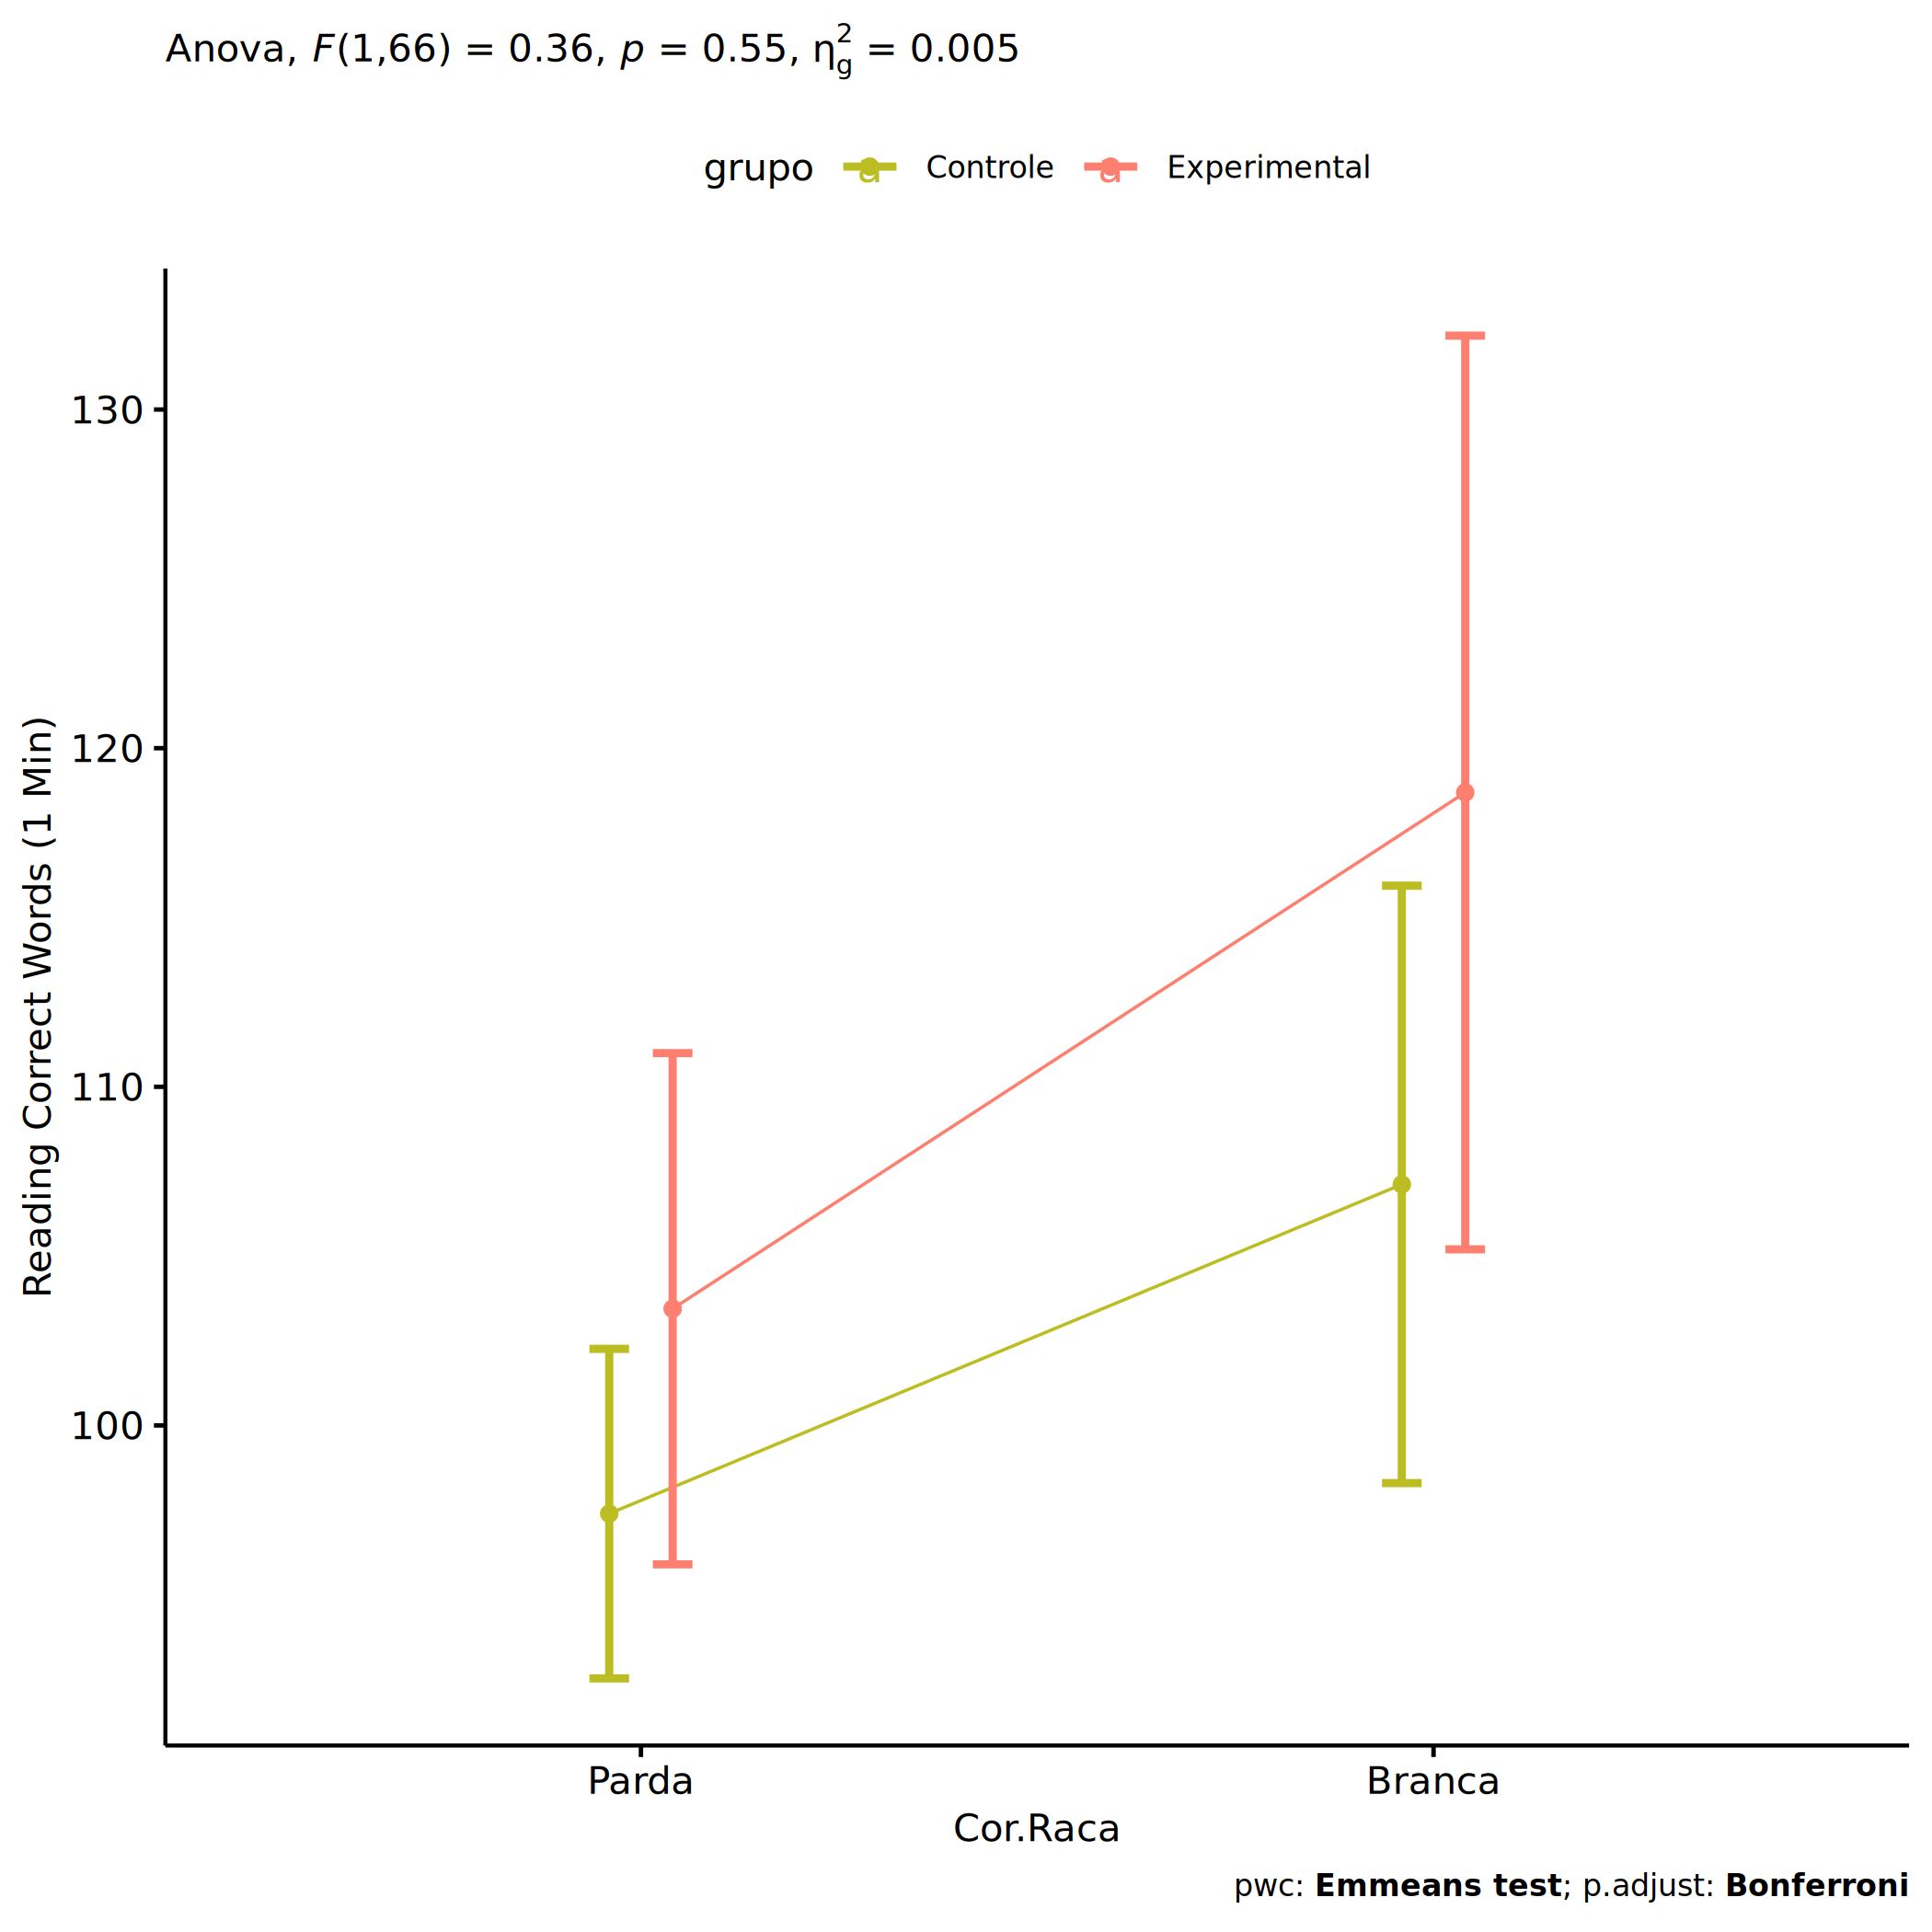 Anova, F(1,66) = 0.36, p = 0.55, η²g = 0.005
grupo Controle Experimental
130
120
110
100
Reading Correct Words (1 Min)
Parda Branca
Cor.Raca
pwc: Emmeans test; p.adjust: Bonferroni